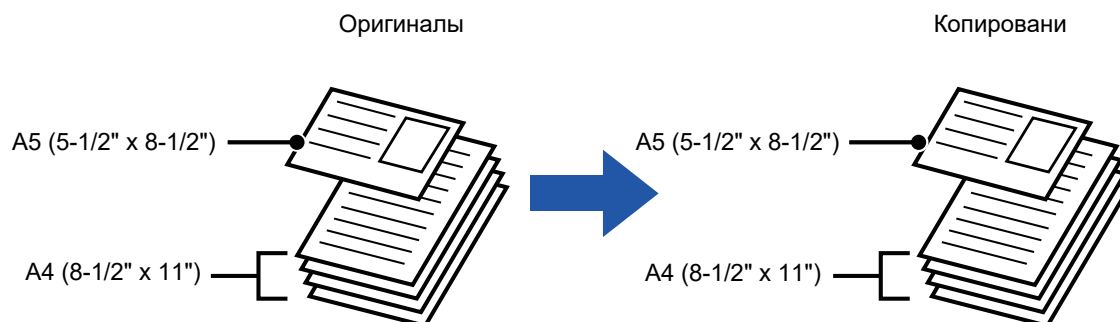 Оригиналы
Копировани
A5 (5-1/2" x 8-1/2")
A5 (5-1/2" x 8-1/2")
A4 (8-1/2" x 11")
A4 (8-1/2" x 11")